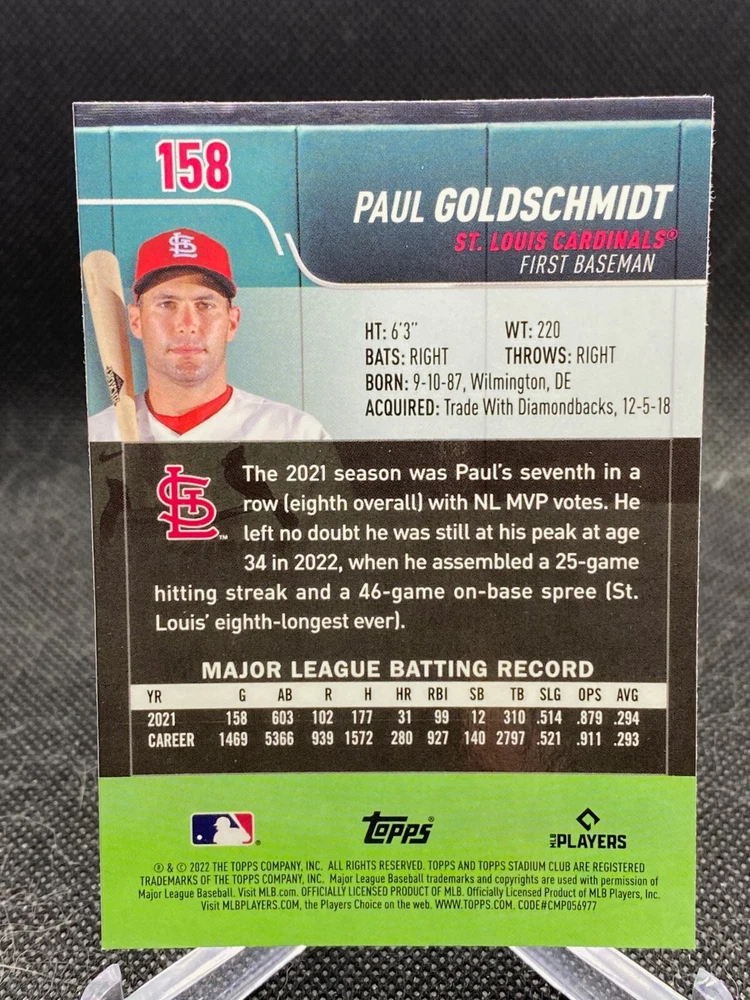 158
PAUL GOLDSCHMIDT
ST. LOUIS CARDINALS®
FIRST BASEMAN
HT: 6'3" WT: 220
BATS: RIGHT THROWS: RIGHT
BORN: 9-10-87, Wilmington, DE
ACQUIRED: Trade With Diamondbacks, 12-5-18
StL
™
The 2021 season was Paul's seventh in a
row (eighth overall) with NL MVP votes. He
left no doubt he was still at his peak at age
34 in 2022, when he assembled a 25-game
hitting streak and a 46-game on-base spree (St.
Louis' eighth-longest ever).
MAJOR LEAGUE BATTING RECORD
YR G AB R H HR RBI SB TB SLG OPS AVG
2021 158 603 102 177 31 99 12 310 .514 .879 .294
CAREER 1469 5366 939 1572 280 927 140 2797 .521 .911 .293
Topps® MLB PLAYERS
® & © 2022 THE TOPPS COMPANY, INC. ALL RIGHTS RESERVED. TOPPS AND TOPPS STADIUM CLUB ARE REGISTERED
TRADEMARKS OF THE TOPPS COMPANY, INC. Major League Baseball trademarks and copyrights are used with permission of
Major League Baseball. Visit MLB.com. OFFICIALLY LICENSED PRODUCT OF MLB. Officially Licensed Product of MLB Players, Inc.
Visit MLBPLAYERS.COM, the Players Choice on the web. WWW.TOPPS.COM. CODE#CMP056977